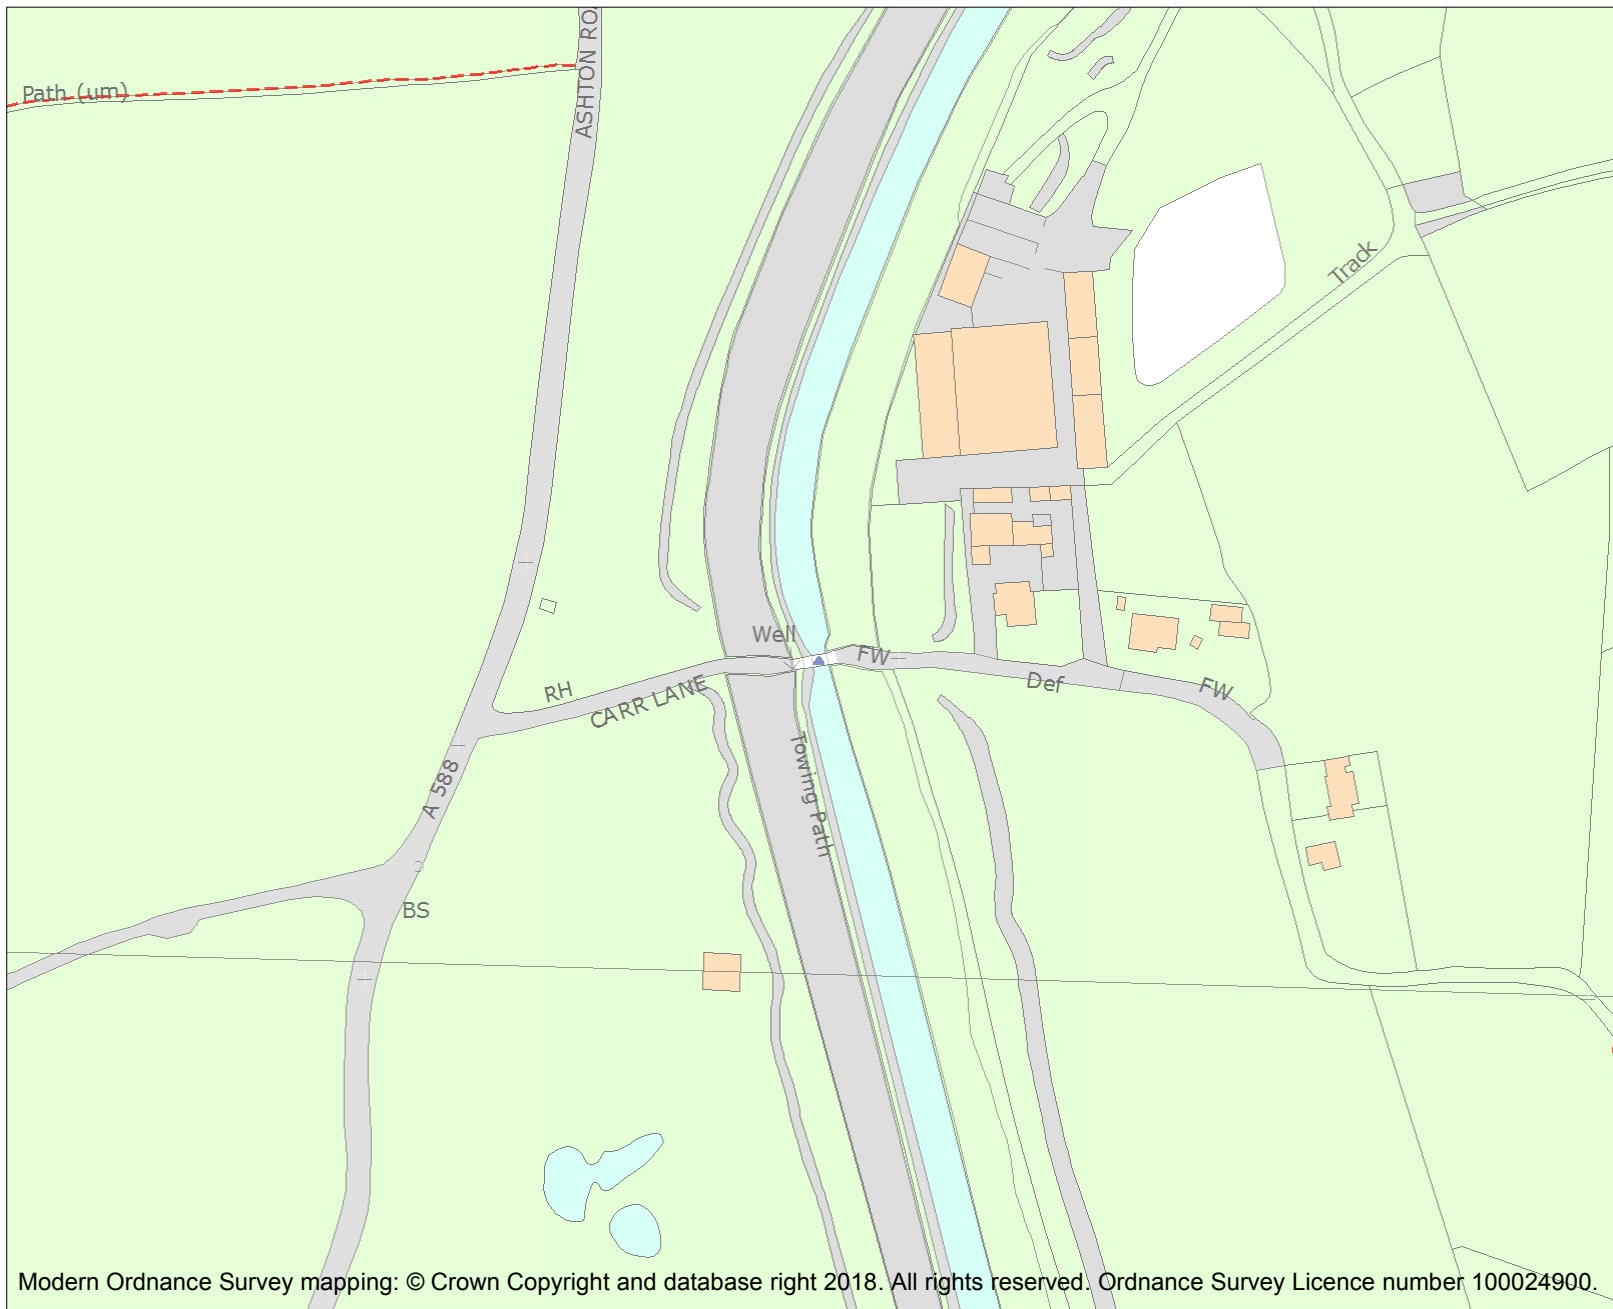 Path (um)
ASHTON ROA
Track
Well
FW
RH
CARR LANE
Def
FW
A 588
Towing Path
BS
Modern Ordnance Survey mapping: © Crown Copyright and database right 2018. All rights reserved. Ordnance Survey Licence number 100024900.